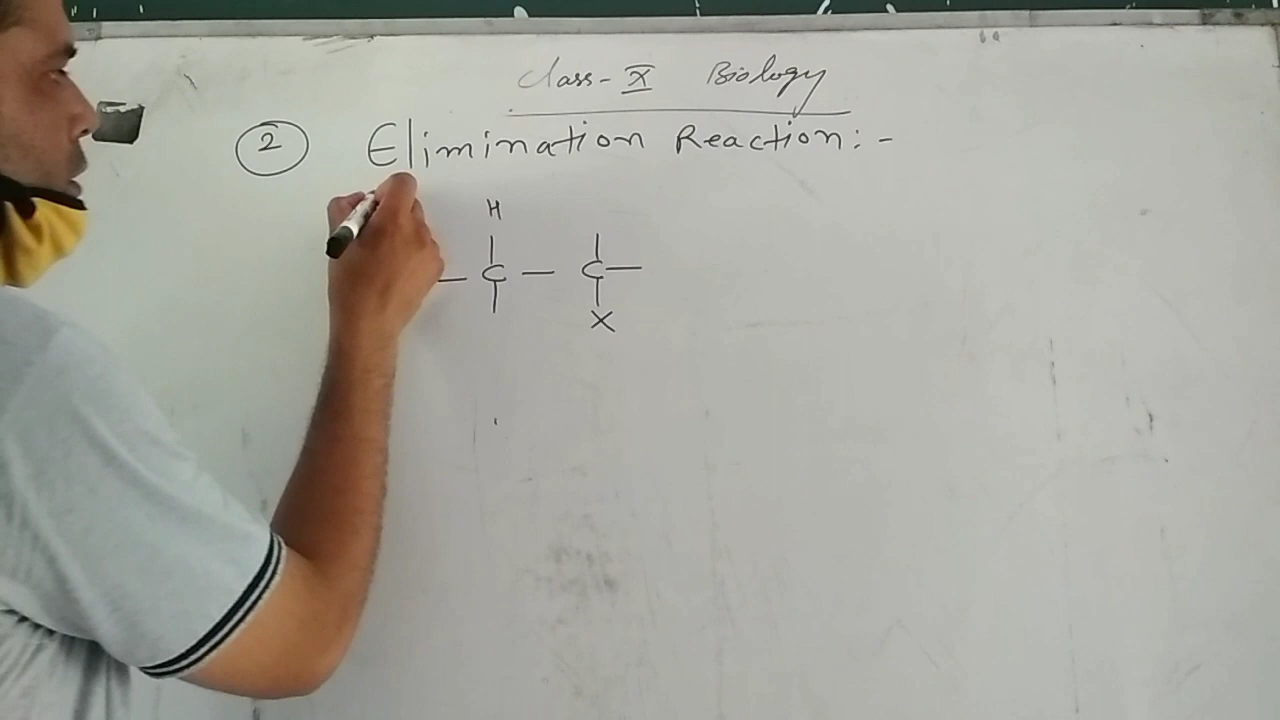 Class - X Biology
2 Elimination Reaction : -
H
— C — C —
X